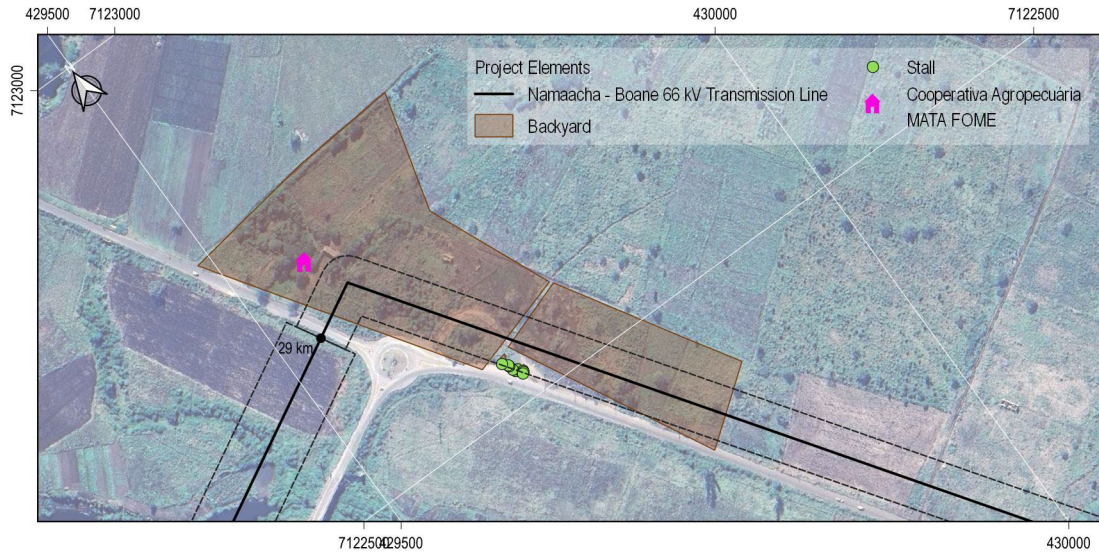 429500 7123000 430000 7122500
7123000
Project Elements
Namaacha - Boane 66 kV Transmission Line
Backyard
Stall
Cooperativa Agropecuária
MATA FOME
29 km
7122500 429500 430000